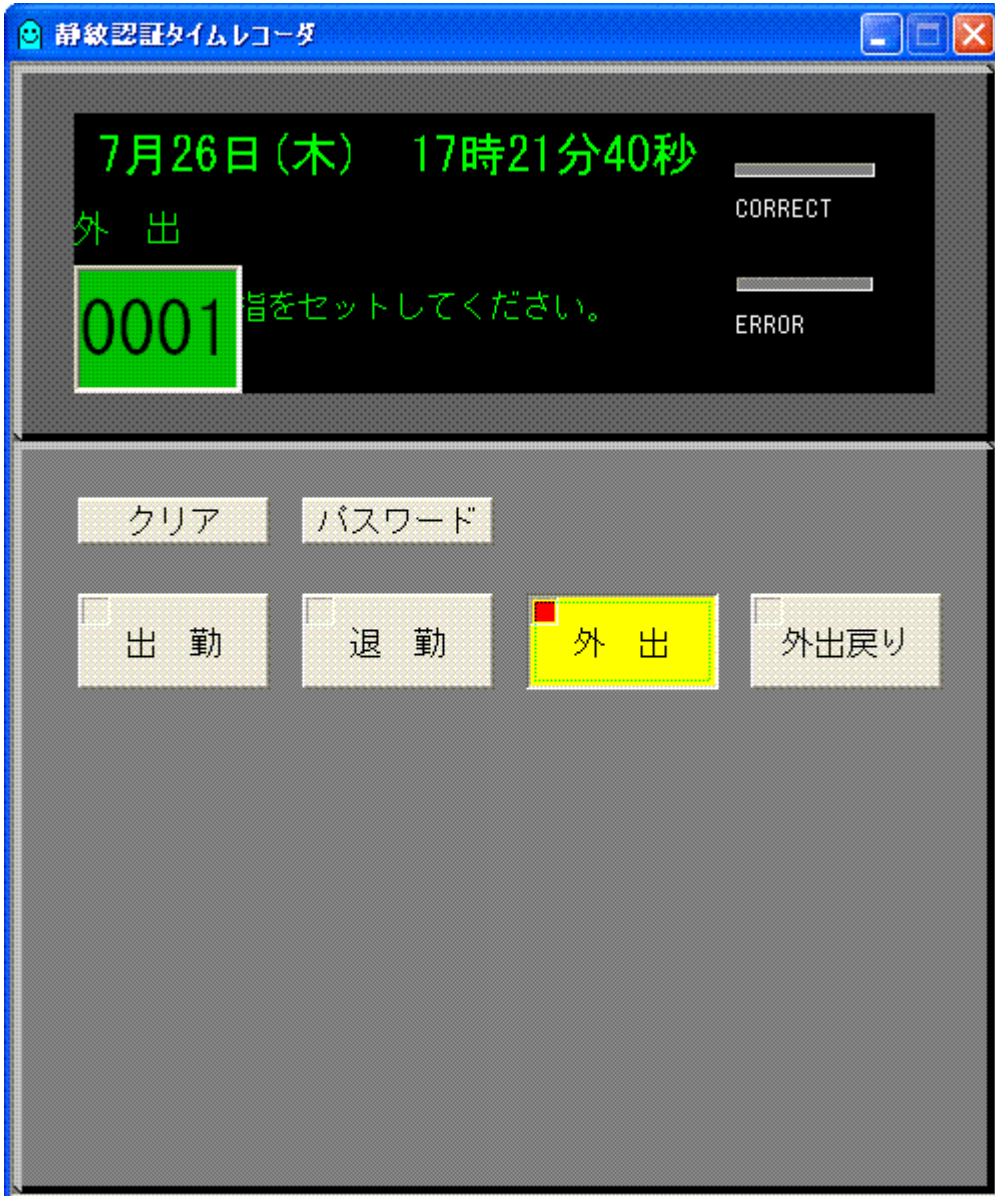 静紋認証タイムレコーダ
7月26日(木) 17時21分40秒
CORRECT
外 出
0001
指をセットしてください。
ERROR
クリア パスワード
出 勤 退 勤 外 出 外出戻り